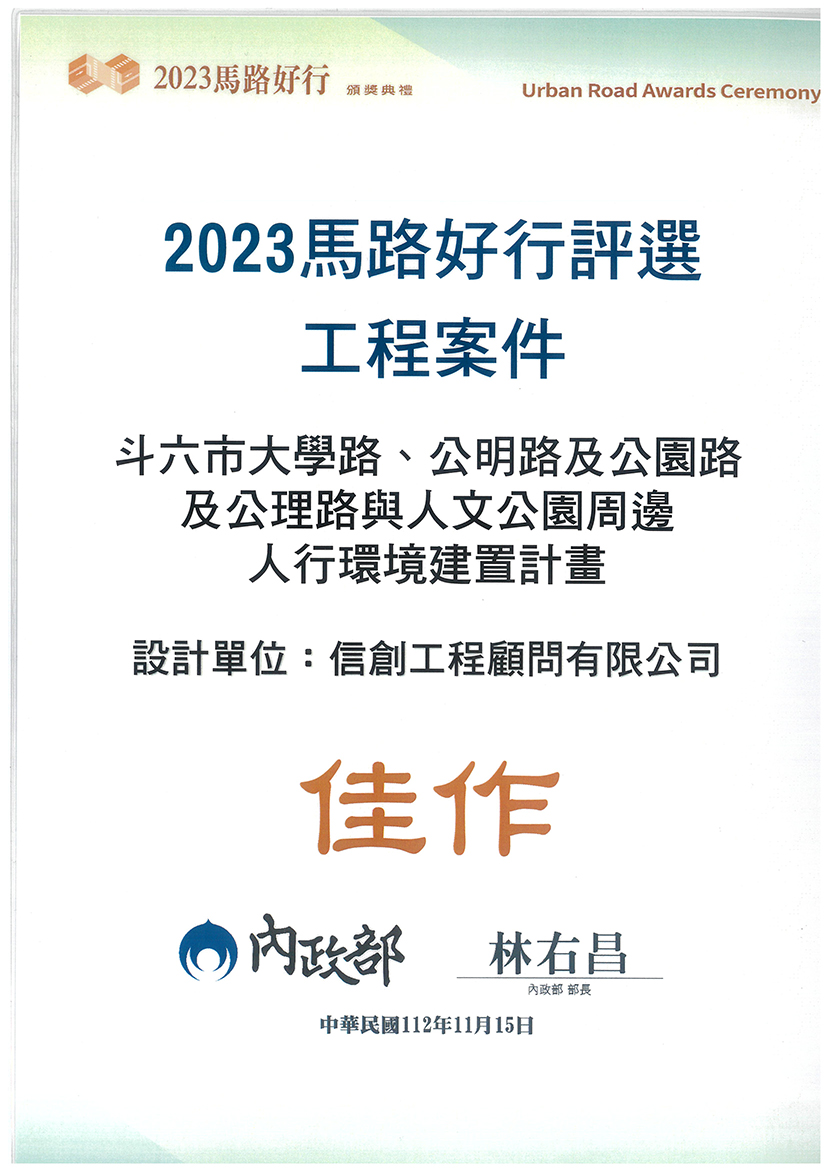 2023馬路好行 頒獎典禮
Urban Road Awards Ceremony
2023馬路好行評選
工程案件
斗六市大學路、公明路及公園路
及公理路與人文公園周邊
人行環境建置計畫
設計單位：信創工程顧問有限公司
佳作
內政部
林右昌
內政部 部長
中華民國112年11月15日